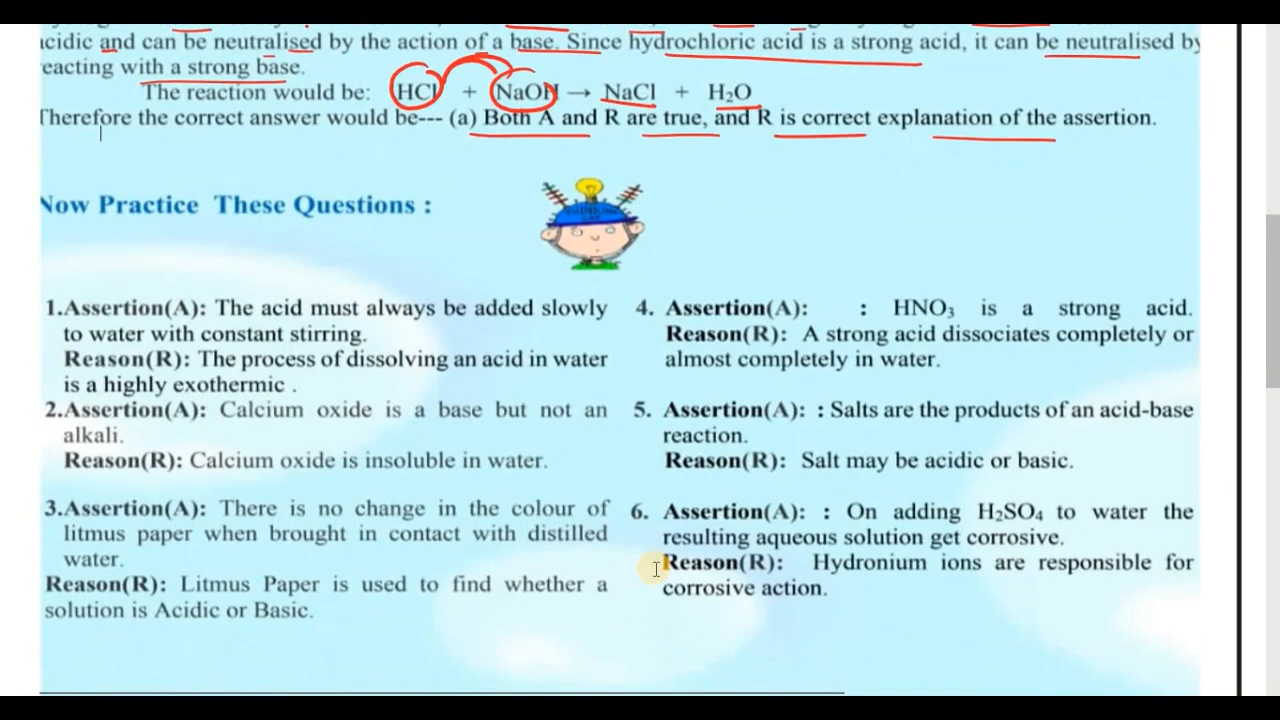 icidic and can be neutralised by the action of a base. Since hydrochloric acid is a strong acid, it can be neutralised by
eacting with a strong base.
The reaction would be: HCl + NaOH → NaCl + H₂O
Therefore the correct answer would be--- (a) Both A and R are true, and R is correct explanation of the assertion.
Now Practice These Questions :
1.Assertion(A): The acid must always be added slowly
to water with constant stirring.
Reason(R): The process of dissolving an acid in water
is a highly exothermic .
2.Assertion(A): Calcium oxide is a base but not an
alkali.
Reason(R): Calcium oxide is insoluble in water.
3.Assertion(A): There is no change in the colour of
litmus paper when brought in contact with distilled
water.
Reason(R): Litmus Paper is used to find whether a
solution is Acidic or Basic.
4. Assertion(A): : HNO₃ is a strong acid.
Reason(R): A strong acid dissociates completely or
almost completely in water.
5. Assertion(A): : Salts are the products of an acid-base
reaction.
Reason(R): Salt may be acidic or basic.
6. Assertion(A): : On adding H₂SO₄ to water the
resulting aqueous solution get corrosive.
Reason(R): Hydronium ions are responsible for
corrosive action.